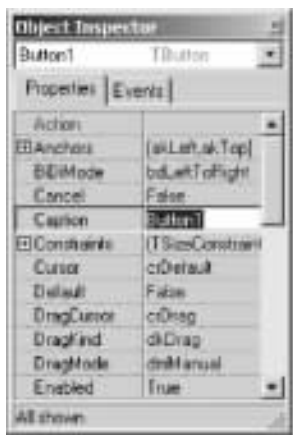 Object Inspector
Button1 TButton
Properties Events
Action
Anchors [akLeft,akTop]
BiDiMode bdLeftToRight
Cancel False
Caption Button1
Constraints (TSizeConstraint
Cursor crDefault
Default False
DragCursor crDrag
DragKind dkDrag
DragMode dmManual
Enabled True
All shown